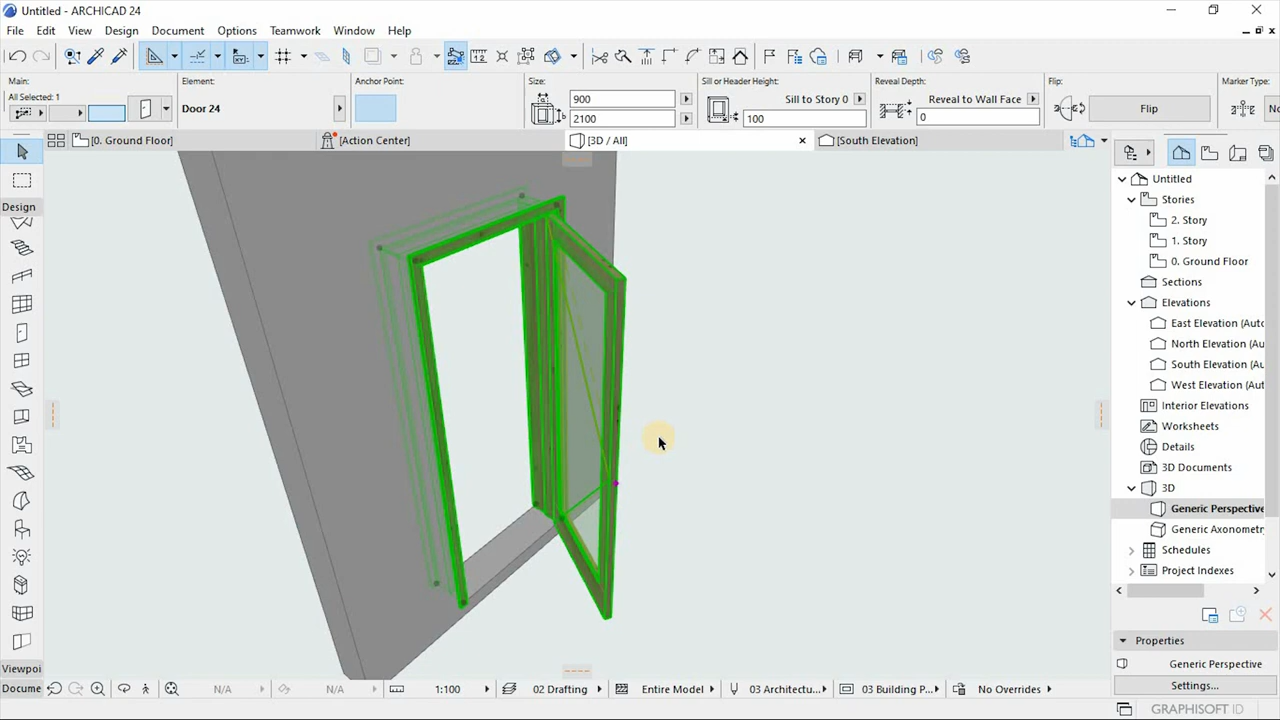 Untitled - ARCHICAD 24
File Edit View Design Document Options Teamwork Window Help
Main:
All Selected: 1
Element:
Door 24
Anchor Point:
Size:
900
2100
Sill or Header Height:
Sill to Story 0
100
Reveal Depth:
Reveal to Wall Face
0
Flip:
Flip
Marker Type:
[0. Ground Floor]
[Action Center]
[3D / All]
[South Elevation]
Design
Viewpoi
Docume
Untitled
Stories
2. Story
1. Story
0. Ground Floor
Sections
Elevations
East Elevation (Auto
North Elevation (Au
South Elevation (Au
West Elevation (Aut
Interior Elevations
Worksheets
Details
3D Documents
3D
Generic Perspective
Generic Axonometr
Schedules
Project Indexes
Properties
Generic Perspective
Settings...
N/A
N/A
1:100
02 Drafting
Entire Model
03 Architectu...
03 Building P...
No Overrides
GRAPHISOFT ID